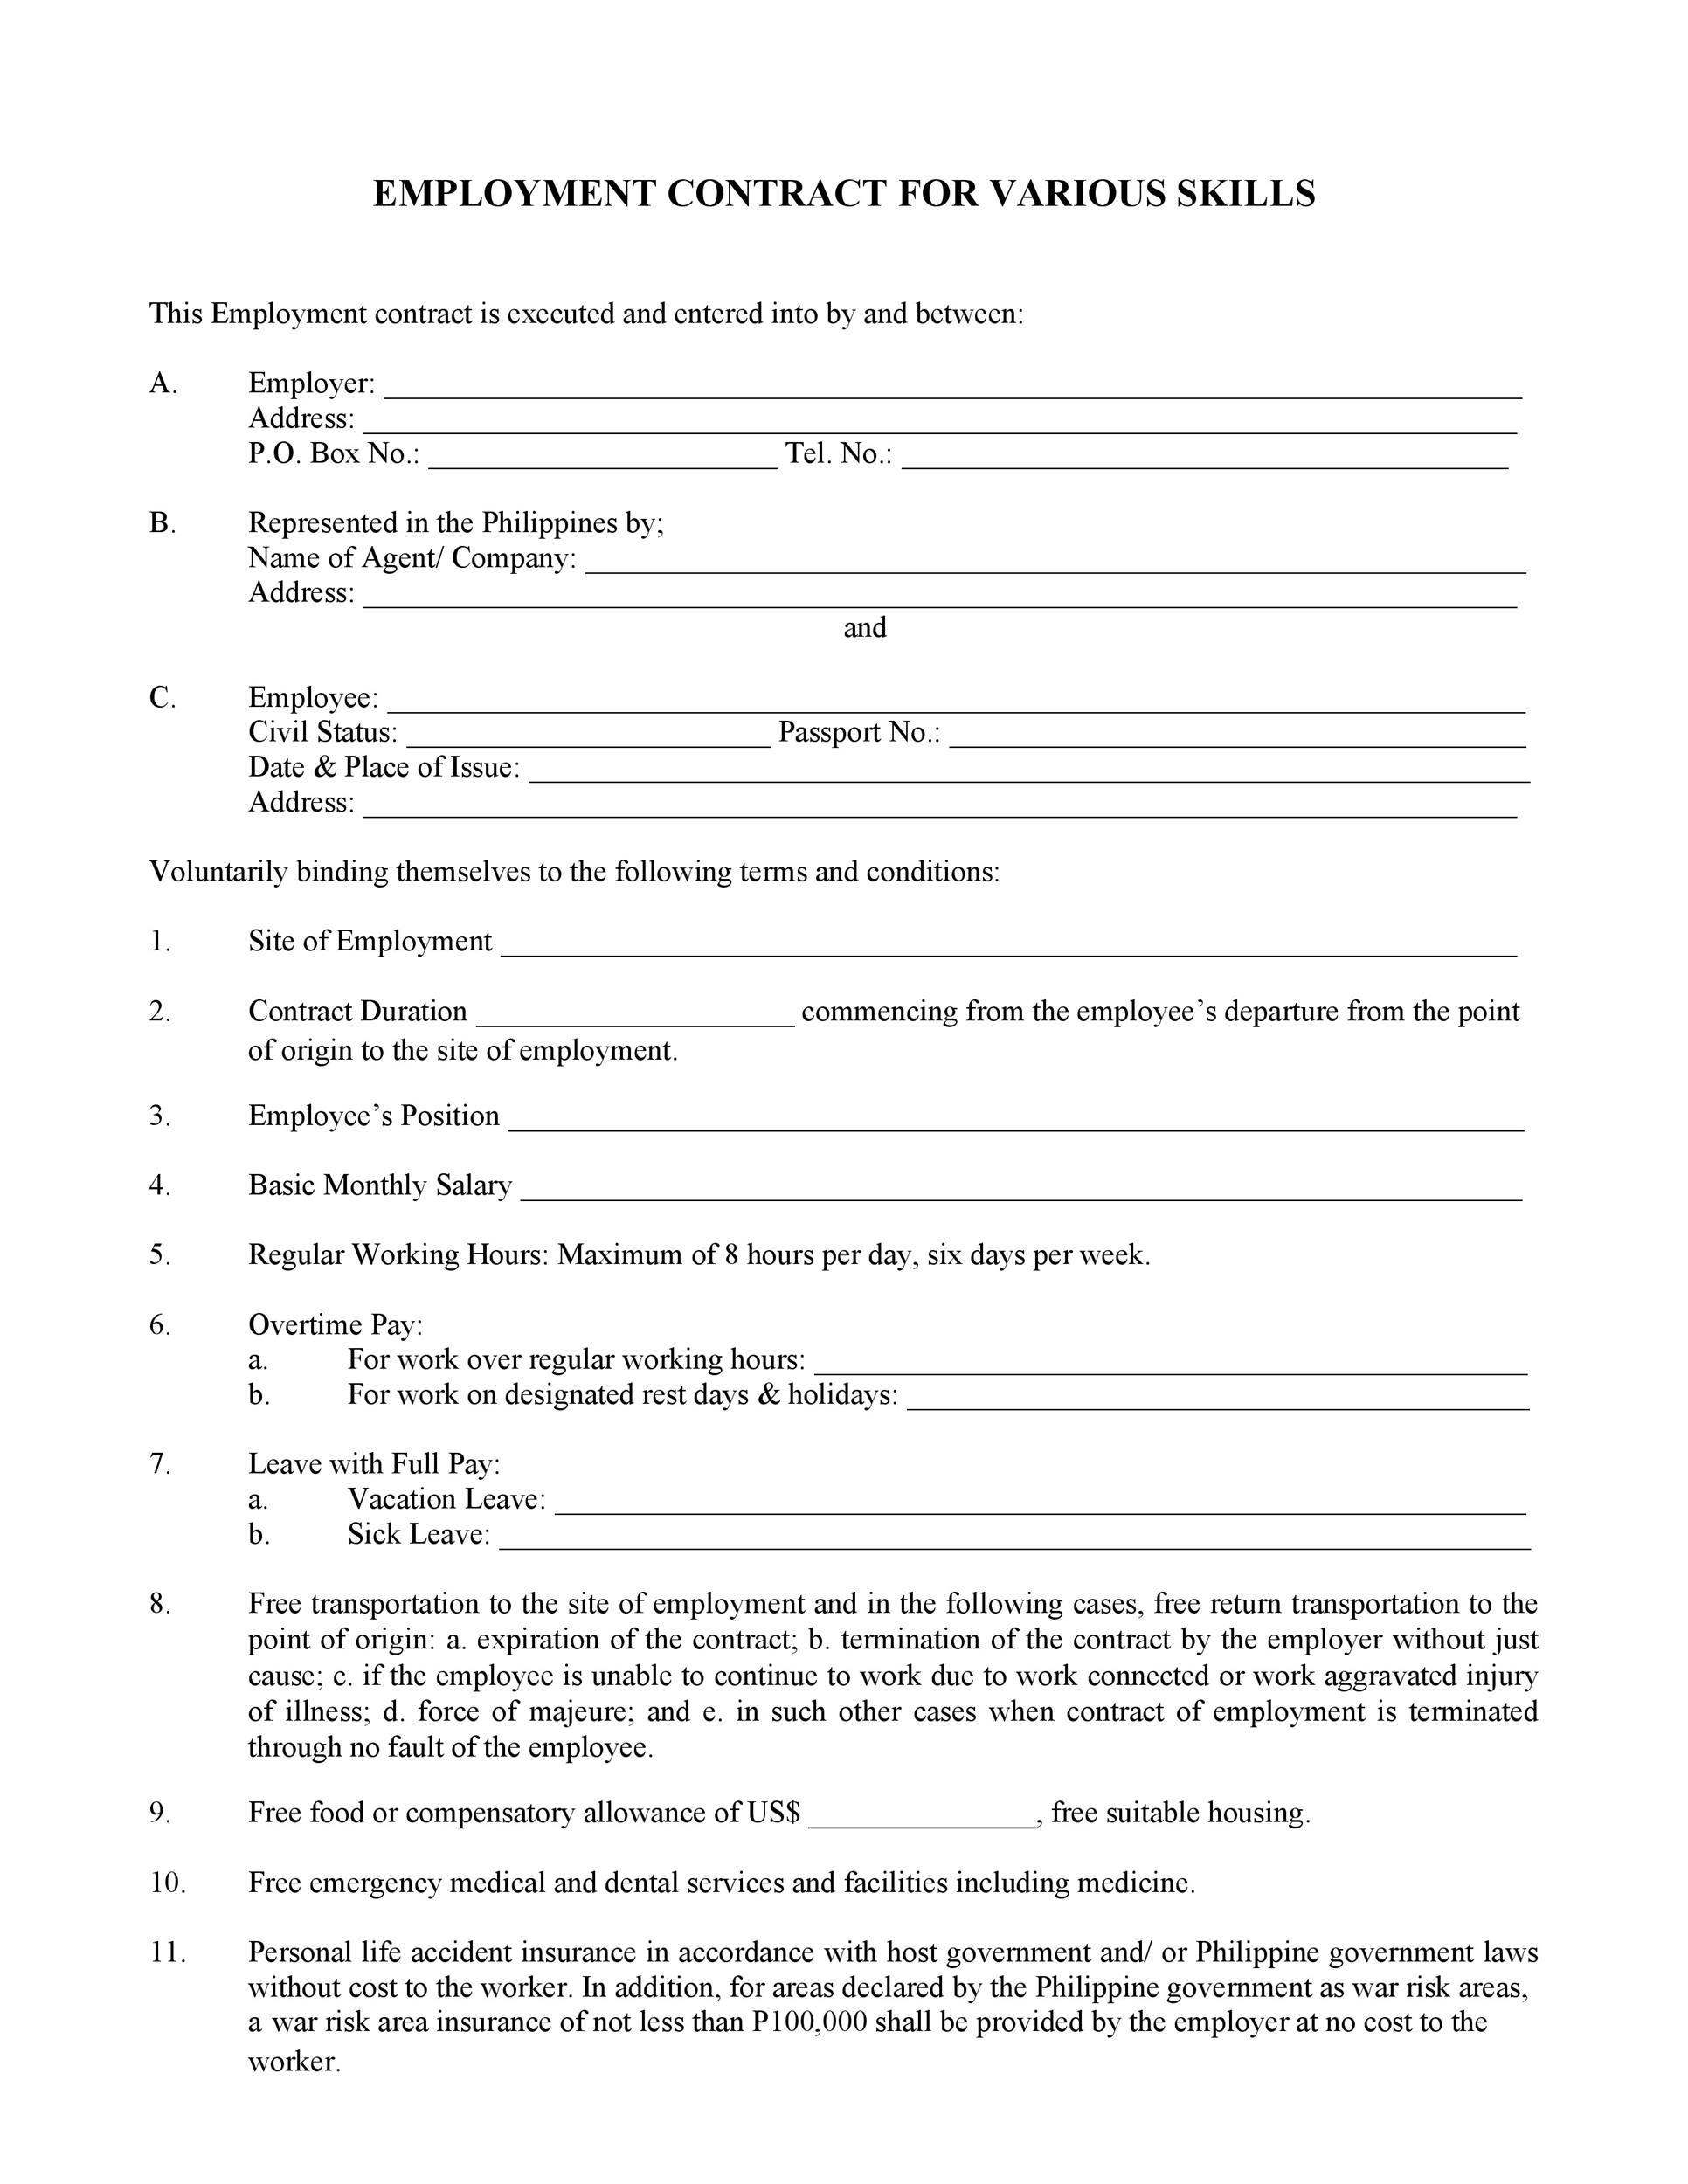 EMPLOYMENT CONTRACT FOR VARIOUS SKILLS
This Employment contract is executed and entered into by and between:
A. Employer: ____________________
Address: ____________________
P.O. Box No.: ____________________ Tel. No.: ____________________
B. Represented in the Philippines by;
Name of Agent/ Company: ____________________
Address: ____________________
and
C. Employee: ____________________
Civil Status: ____________________ Passport No.: ____________________
Date & Place of Issue: ____________________
Address: ____________________
Voluntarily binding themselves to the following terms and conditions:
1. Site of Employment ____________________
2. Contract Duration ____________________ commencing from the employee’s departure from the point
of origin to the site of employment.
3. Employee’s Position ____________________
4. Basic Monthly Salary ____________________
5. Regular Working Hours: Maximum of 8 hours per day, six days per week.
6. Overtime Pay:
a. For work over regular working hours: ____________________
b. For work on designated rest days & holidays: ____________________
7. Leave with Full Pay:
a. Vacation Leave: ____________________
b. Sick Leave: ____________________
8. Free transportation to the site of employment and in the following cases, free return transportation to the
point of origin: a. expiration of the contract; b. termination of the contract by the employer without just
cause; c. if the employee is unable to continue to work due to work connected or work aggravated injury
of illness; d. force of majeure; and e. in such other cases when contract of employment is terminated
through no fault of the employee.
9. Free food or compensatory allowance of US$ _______________, free suitable housing.
10. Free emergency medical and dental services and facilities including medicine.
11. Personal life accident insurance in accordance with host government and/ or Philippine government laws
without cost to the worker. In addition, for areas declared by the Philippine government as war risk areas,
a war risk area insurance of not less than P100,000 shall be provided by the employer at no cost to the
worker.